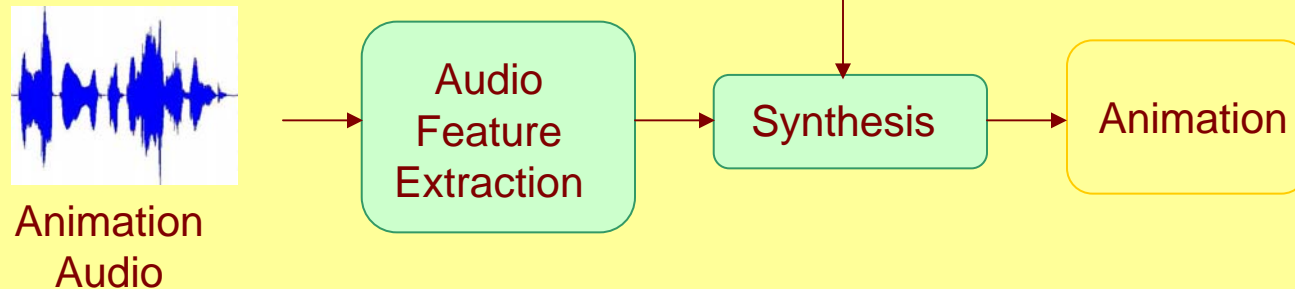 Animation
Audio
Audio
Feature
Extraction
Synthesis
Animation